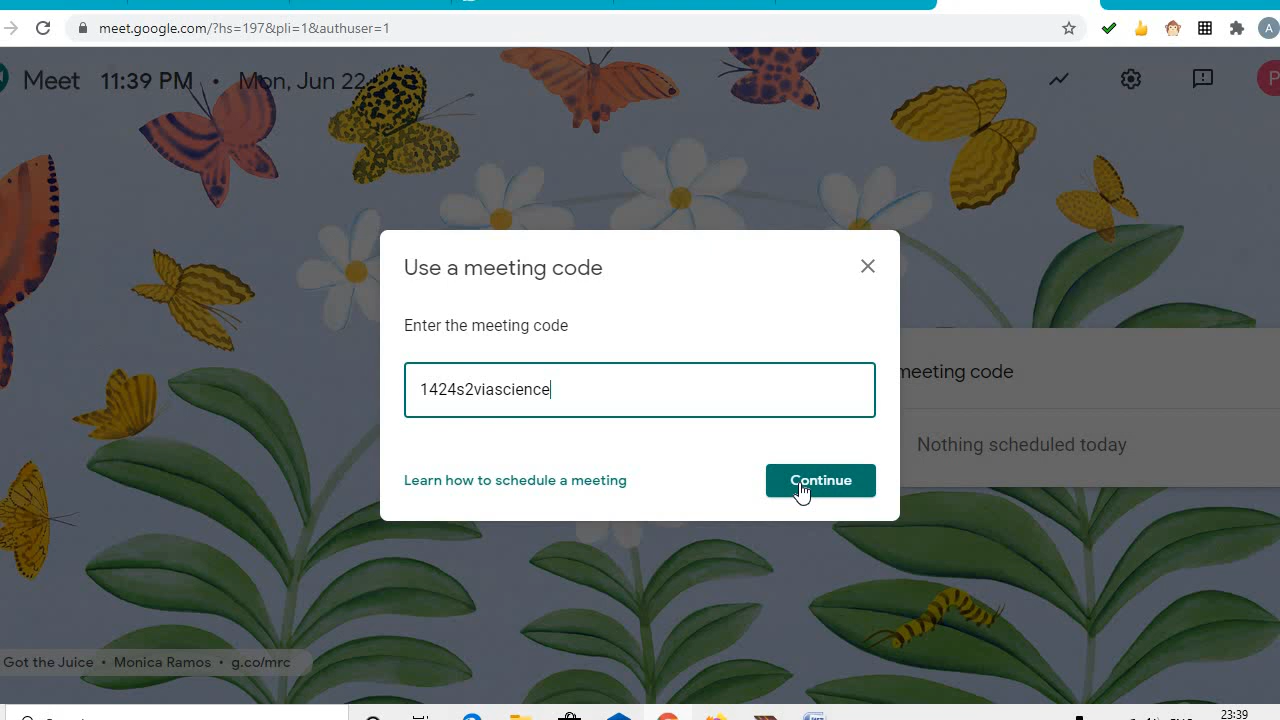 meet.google.com/?hs=197&pli=1&authuser=1
A
Meet 11:39 PM • Mon, Jun 22
P
Use a meeting code
Enter the meeting code
1424s2viascience
meeting code
Nothing scheduled today
Learn how to schedule a meeting
Continue
Got the Juice • Monica Ramos • g.co/mrc
23:39